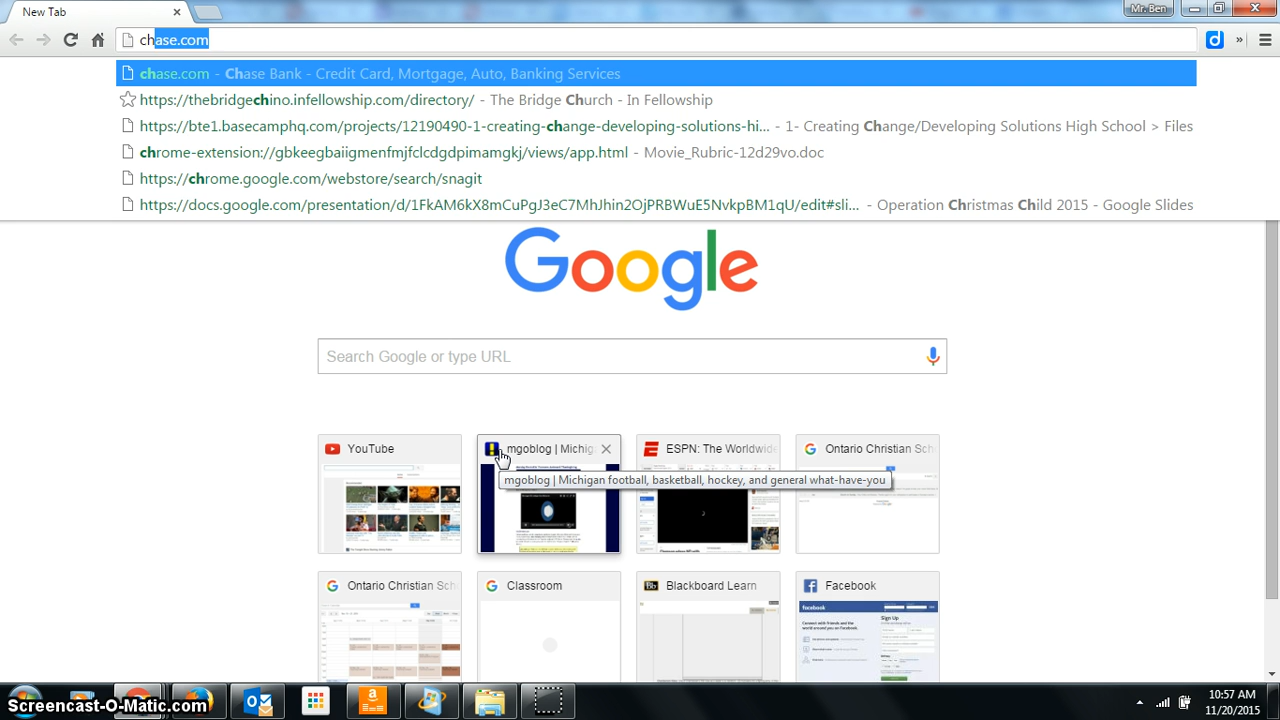 New Tab
Mr. Ben
chase.com
chase.com - Chase Bank - Credit Card, Mortgage, Auto, Banking Services
https://thebridgechino.infellowship.com/directory/ - The Bridge Church - In Fellowship
https://bte1.basecamphq.com/projects/12190490-1-creating-change-developing-solutions-hi... - 1- Creating Change/Developing Solutions High School > Files
chrome-extension://gbkeegbaiigmenfmjfclcdgdpimamgkj/views/app.html - Movie_Rubric-12d29vo.doc
https://chrome.google.com/webstore/search/snagit
https://docs.google.com/presentation/d/1FkAM6kX8mCuPgJ3eC7MhJhin2OjPRBWuE5NvkpBM1qU/edit#sli... - Operation Christmas Child 2015 - Google Slides
Google
Search Google or type URL
YouTube
mgoblog | Michig
ESPN: The Worldwide
Ontario Christian Sch
mgoblog | Michigan football, basketball, hockey, and general what-have-you
Ontario Christian Sch
Classroom
Blackboard Learn
Facebook
facebook
Sign Up
Screencast-O-Matic.com
10:57 AM
11/20/2015